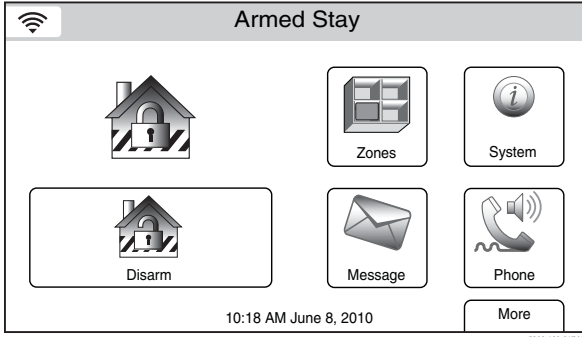 Armed Stay
Zones
System
Disarm
Message
Phone
10:18 AM June 8, 2010
More